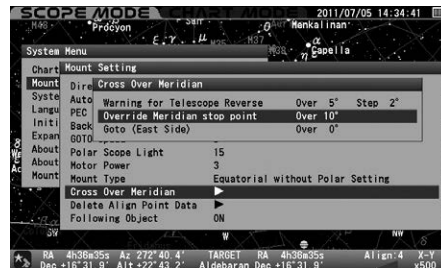 SCOPE MODE CHART MODE 2011/07/05 14:34:41
M48
Procyon
Menkalinan
ε.γ. μ M35 H37
M38 η α Capella
System Menu
Chart
Mount
Syste
Langu
Initi
Expan
About
About
Mount
Mount Setting
Dire
Auto
PEC
Back
GOTO
Cross Over Meridian
Warning for Telescope Reverse Over 5° Step 2°
Override Meridian stop point Over 10°
Goto (East Side) Over 0°
Polar Scope Light 15
Motor Power 3
Mount Type Equatorial without Polar Setting
Cross Over Meridian ▶
Delete Align Point Data ▶
Following Object ON
SW W NW
RA 4h36m35s Az 272°40.4' TARGET RA 4h36m35s Align:4 X-Y
Dec +16°31.9' Alt+22°43.2' Aldebaran Dec +16°31.9' x500